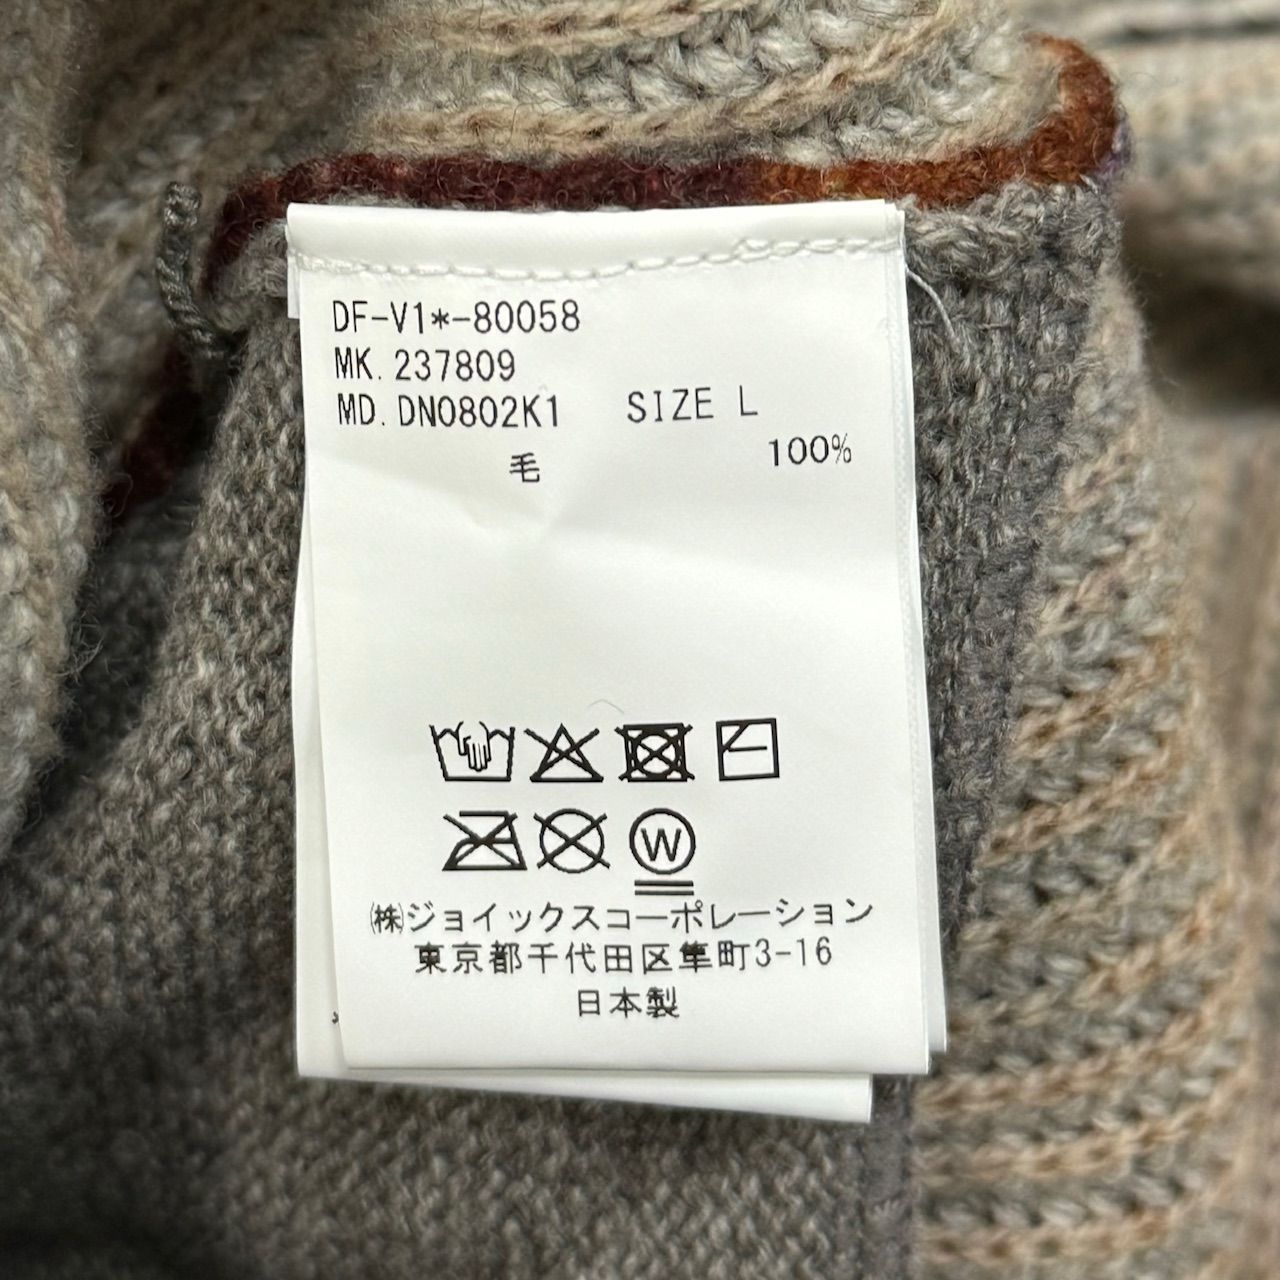 DF-V1*-80058
MK. 237809
MD. DN0802K1 SIZE L
毛 100%
W
㈱ジョイックスコーポレーション
東京都千代田区隼町3-16
日本製